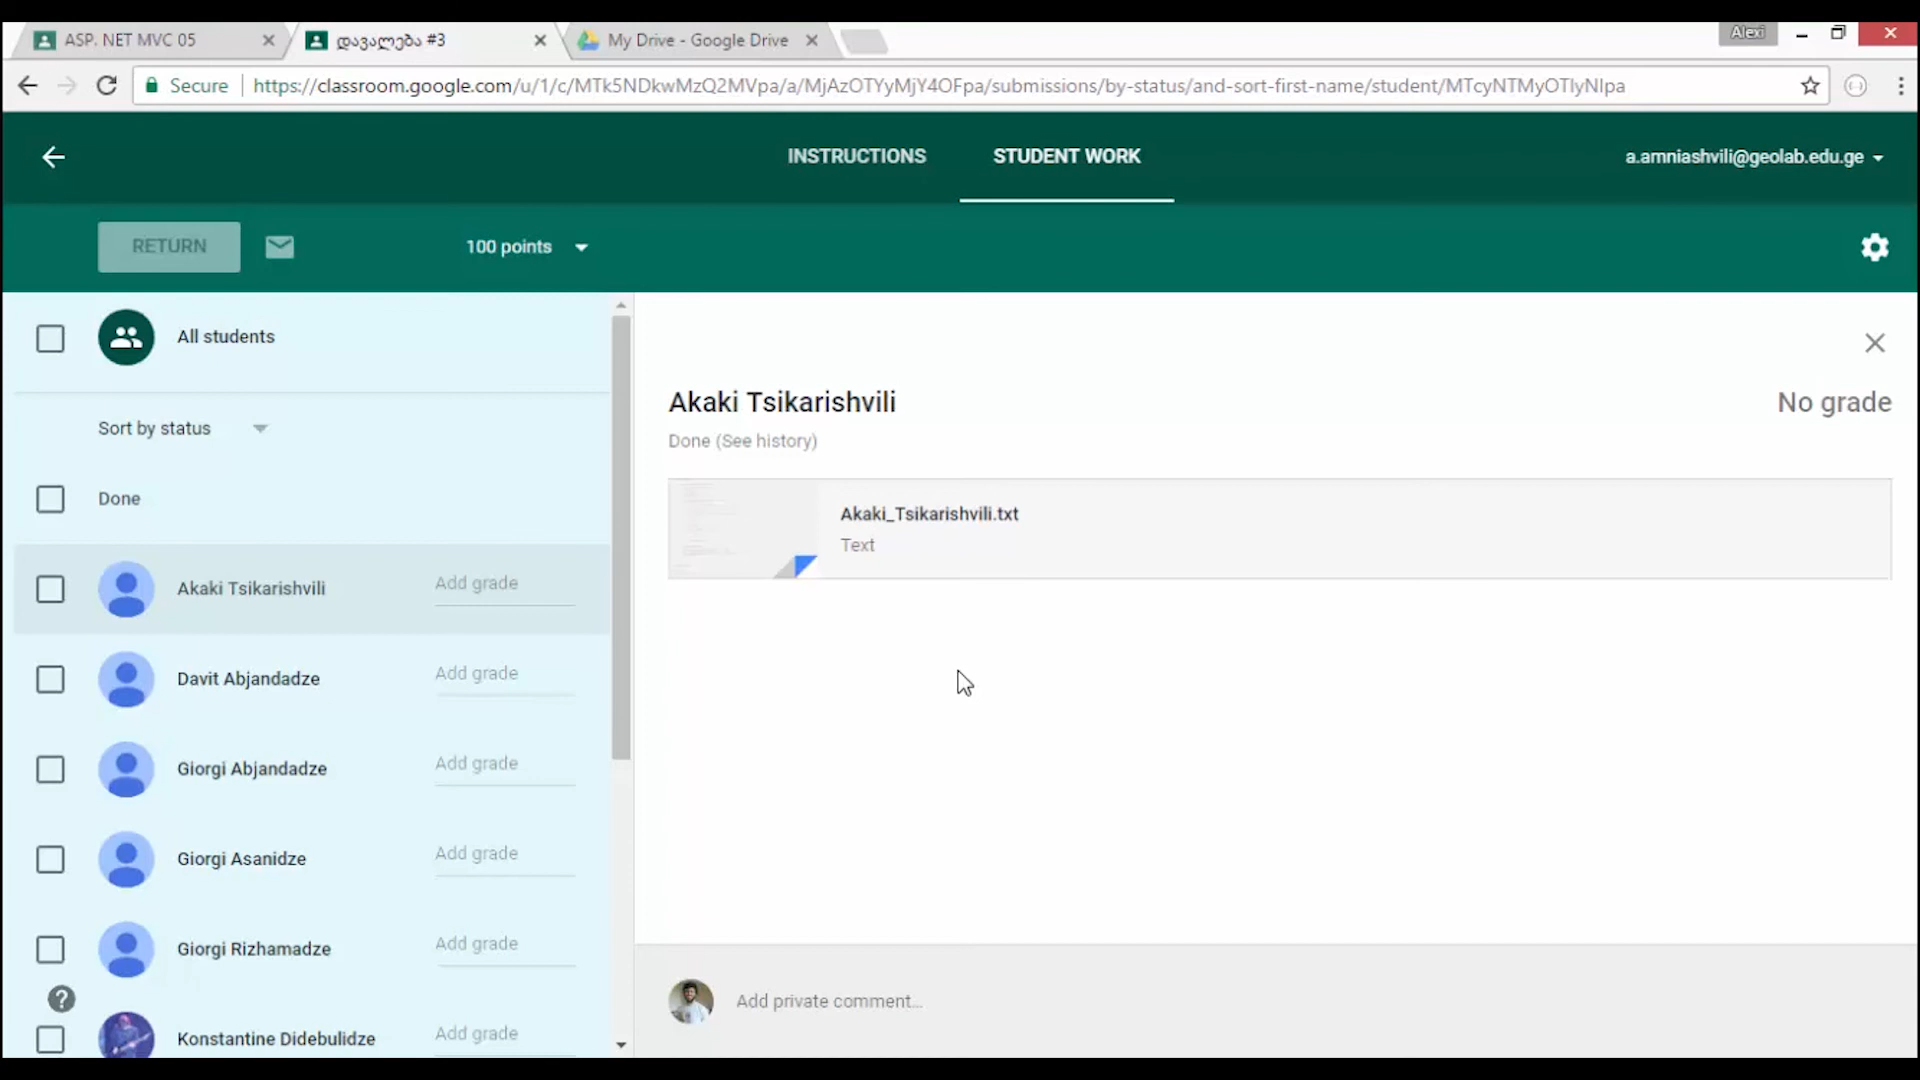 ASP. NET MVC 05
დავალება #3
My Drive - Google Drive
Alexi
Secure
https://classroom.google.com/u/1/c/MTk5NDkwMzQ2MVpa/a/MjAzOTYyMjY4OFpa/submissions/by-status/and-sort-first-name/student/MTcyNTMyOTIyNlpa
INSTRUCTIONS
STUDENT WORK
a.amniashvili@geolab.edu.ge
RETURN
100 points
All students
Sort by status
Done
Akaki Tsikarishvili
Add grade
Davit Abjandadze
Add grade
Giorgi Abjandadze
Add grade
Giorgi Asanidze
Add grade
Giorgi Rizhamadze
Add grade
Konstantine Didebulidze
Add grade
Akaki Tsikarishvili
No grade
Done (See history)
Akaki_Tsikarishvili.txt
Text
Add private comment...